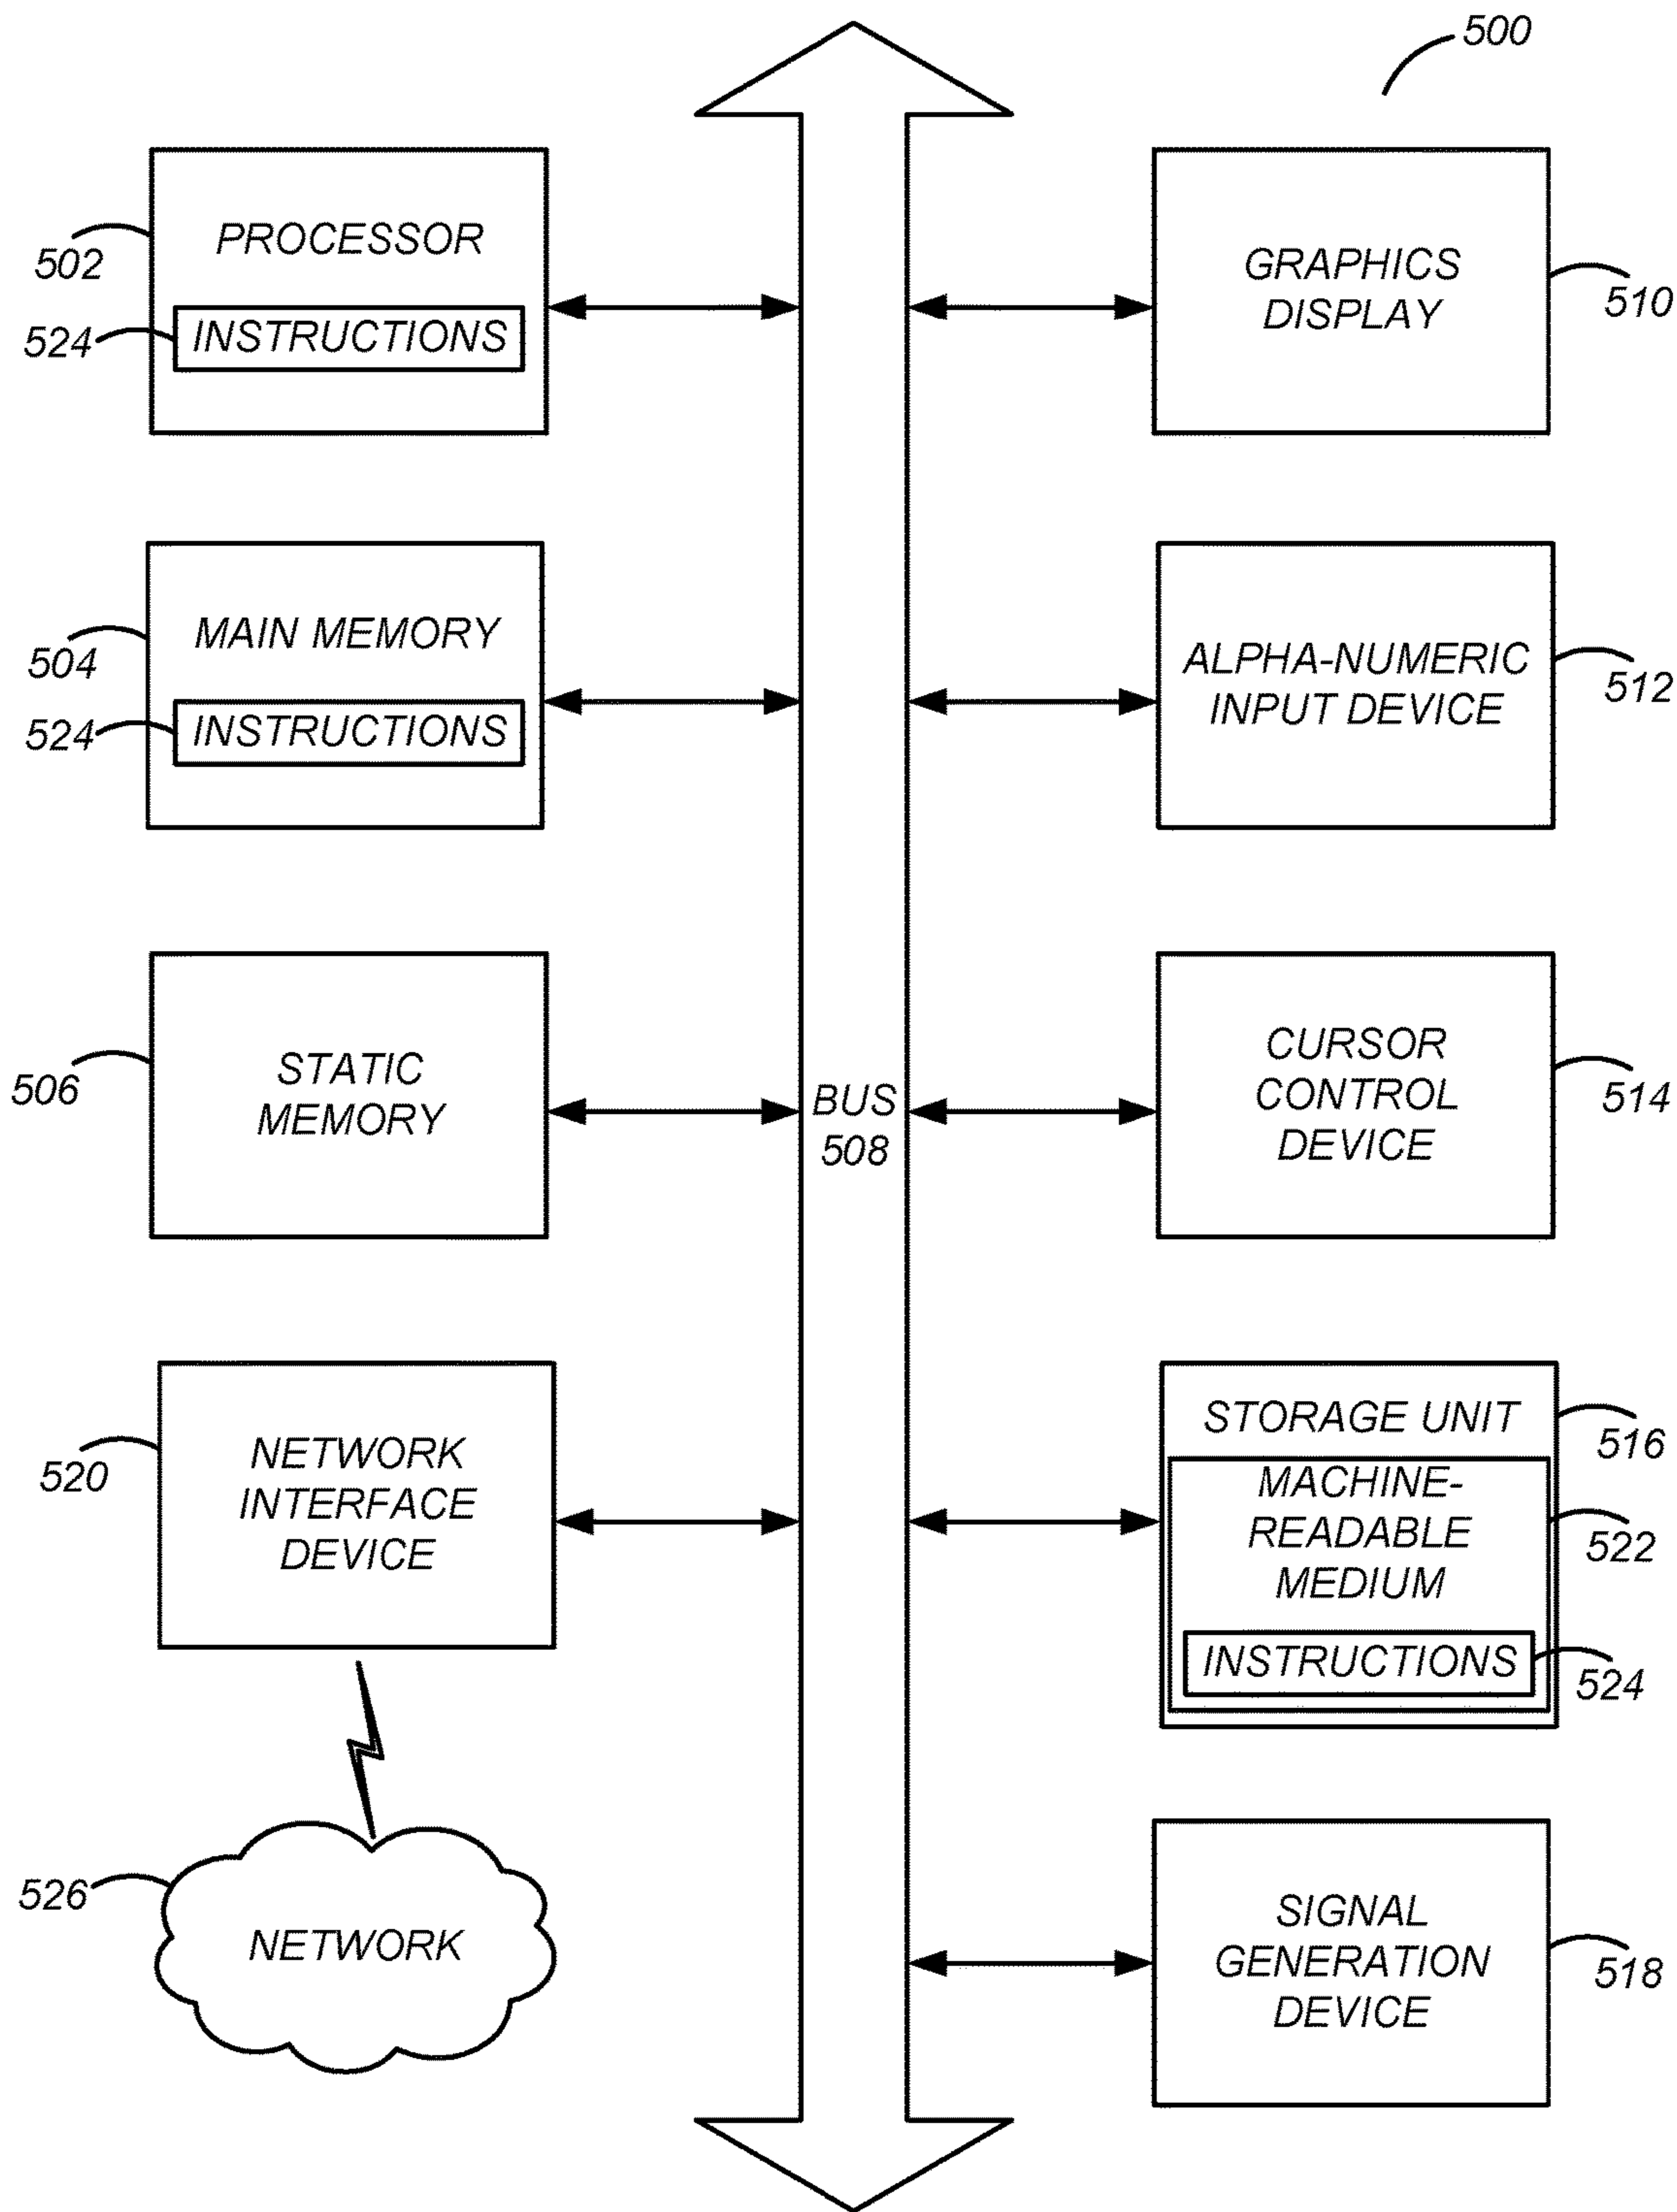 500
PROCESSOR
502
524
INSTRUCTIONS
GRAPHICS
DISPLAY
510
MAIN MEMORY
504
524
INSTRUCTIONS
ALPHA-NUMERIC
INPUT DEVICE
512
STATIC
MEMORY
506
BUS
508
CURSOR
CONTROL
DEVICE
514
NETWORK
INTERFACE
DEVICE
520
STORAGE UNIT
516
MACHINE-
READABLE
MEDIUM
522
INSTRUCTIONS
524
526
NETWORK
SIGNAL
GENERATION
DEVICE
518